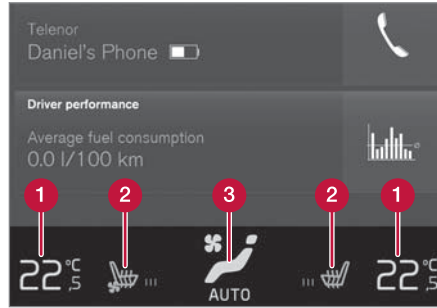 Telenor
Daniel's Phone
Driver performance
Average fuel consumption
0.0 l/100 km
1
2
3
2
1
22,5 °C
AUTO
22,5 °C